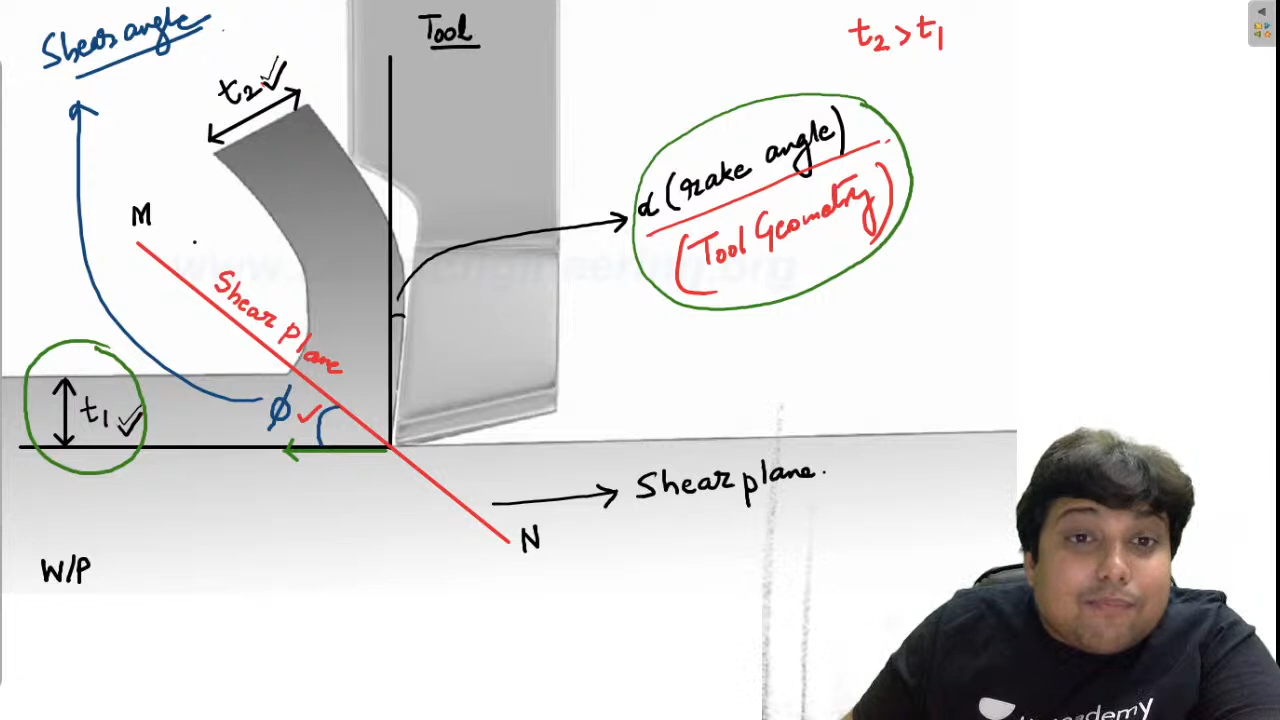 Shear angle
Tool
t₂ > t₁
t₂ ✓
α (rake angle)
(Tool Geometry)
M
Shear plane
t₁ ✓
ϕ ✓
Shear plane.
N
W/P